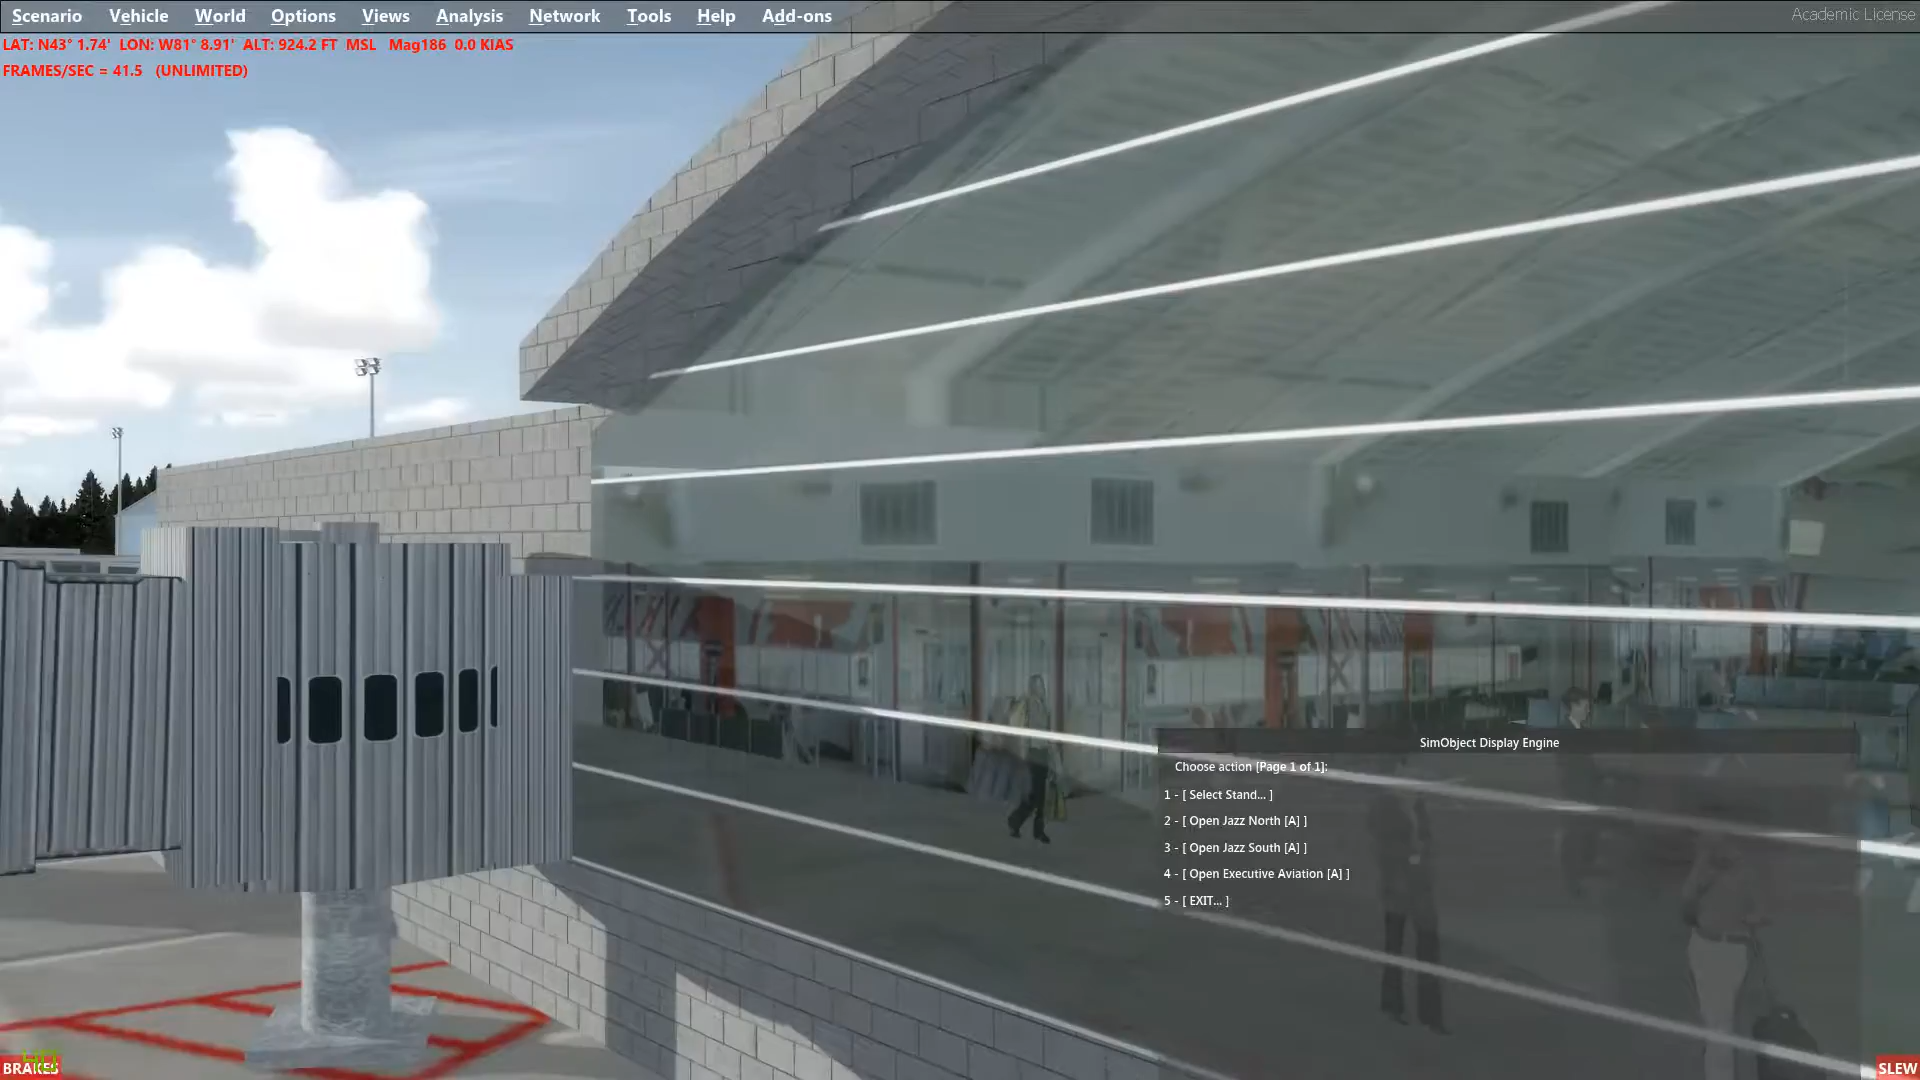 Scenario Vehicle World Options Views Analysis Network Tools Help Add-ons
Academic License
LAT: N43° 1.74' LON: W81° 8.91' ALT: 924.2 FT MSL Mag186 0.0 KIAS
FRAMES/SEC = 41.5 (UNLIMITED)
SimObject Display Engine
Choose action [Page 1 of 1]:
1 - [ Select Stand... ]
2 - [ Open Jazz North [A] ]
3 - [ Open Jazz South [A] ]
4 - [ Open Executive Aviation [A] ]
5 - [ EXIT... ]
BRAKES
SLEW